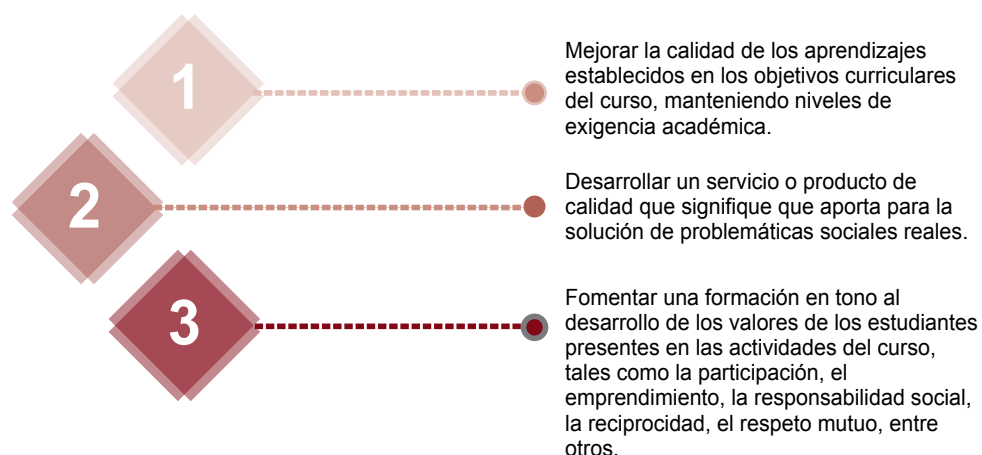 1
Mejorar la calidad de los aprendizajes
establecidos en los objetivos curriculares
del curso, manteniendo niveles de
exigencia académica.
2
Desarrollar un servicio o producto de
calidad que signifique que aporta para la
solución de problemáticas sociales reales.
3
Fomentar una formación en tono al
desarrollo de los valores de los estudiantes
presentes en las actividades del curso,
tales como la participación, el
emprendimiento, la responsabilidad social,
la reciprocidad, el respeto mutuo, entre
otros.